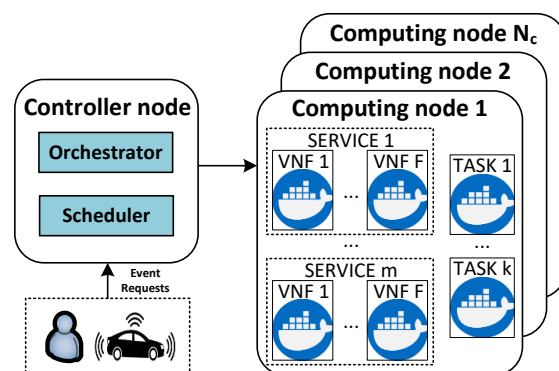 Computing node Nc
Computing node 2
Computing node 1
Controller node
Orchestrator
Scheduler
Event
Requests
SERVICE 1
VNF 1
VNF F
...
TASK 1
...
...
SERVICE m
VNF 1
VNF F
...
TASK k